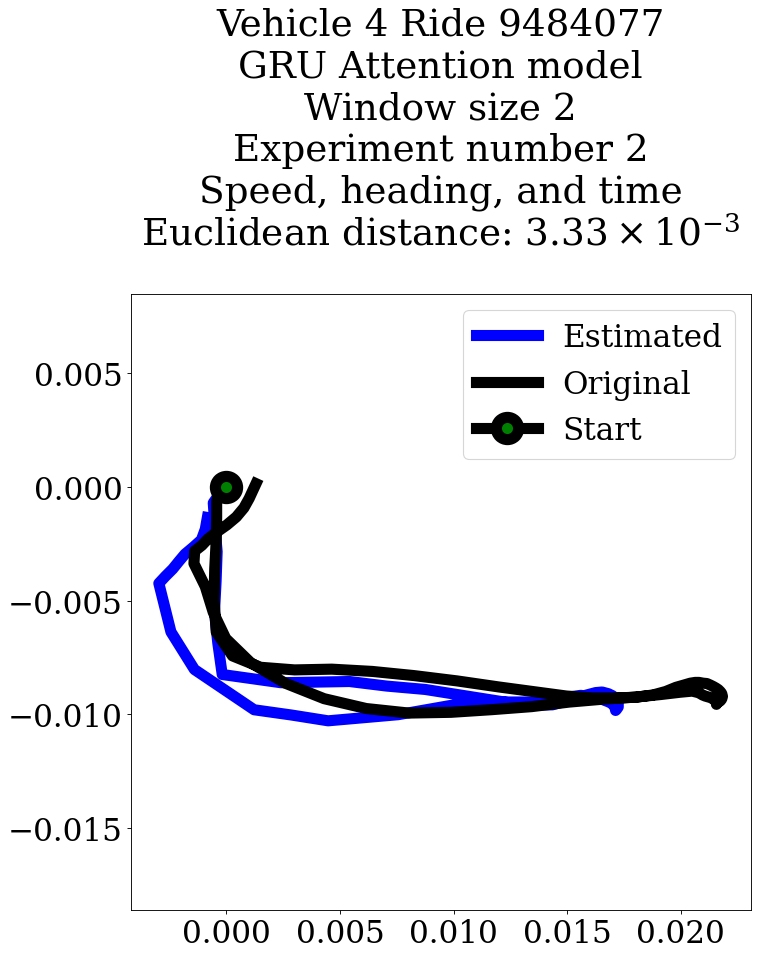 Vehicle 4 Ride 9484077
GRU Attention model
Window size 2
Experiment number 2
Speed, heading, and time
Euclidean distance: 3.33 × 10⁻³
Estimated
Original
Start
0.005
0.000
−0.005
−0.010
−0.015
0.000 0.005 0.010 0.015 0.020